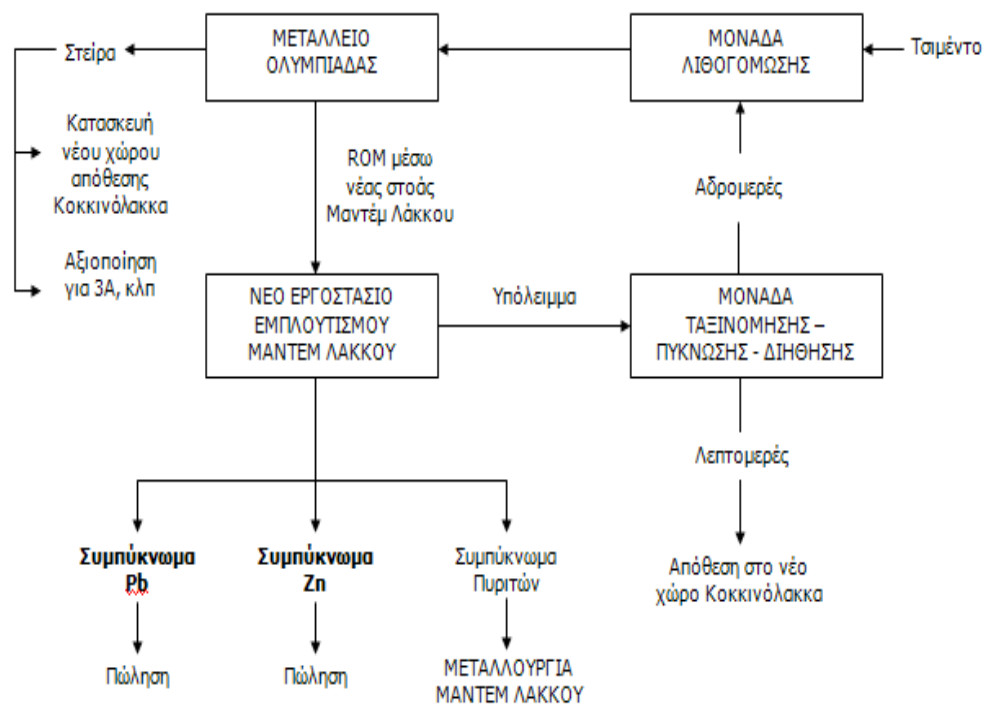 ΜΕΤΑΛΛΕΙΟ
ΟΛΥΜΠΙΑΔΑΣ
ΜΟΝΑΔΑ
ΛΙΘΟΓΟΜΩΣΗΣ
Τσιμέντο
Στείρα
Κατασκευή
νέου χώρου
απόθεσης
Κοκκινόλακκα
Αξιοποίηση
για 3Α, κλπ
ROM μέσω
νέας στοάς
Μαντέμ Λάκκου
Αδρομερές
ΝΕΟ ΕΡΓΟΣΤΑΣΙΟ
ΕΜΠΛΟΥΤΙΣΜΟΥ
ΜΑΝΤΕΜ ΛΑΚΚΟΥ
Υπόλειμμα
ΜΟΝΑΔΑ
ΤΑΞΙΝΟΜΗΣΗΣ –
ΠΥΚΝΩΣΗΣ - ΔΙΗΘΗΣΗΣ
Λεπτομερές
Συμπύκνωμα
Pb
Συμπύκνωμα
Zn
Συμπύκνωμα
Πυριτών
Απόθεση στο νέο
χώρο Κοκκινόλακκα
Πώληση
Πώληση
ΜΕΤΑΛΛΟΥΡΓΙΑ
ΜΑΝΤΕΜ ΛΑΚΚΟΥ